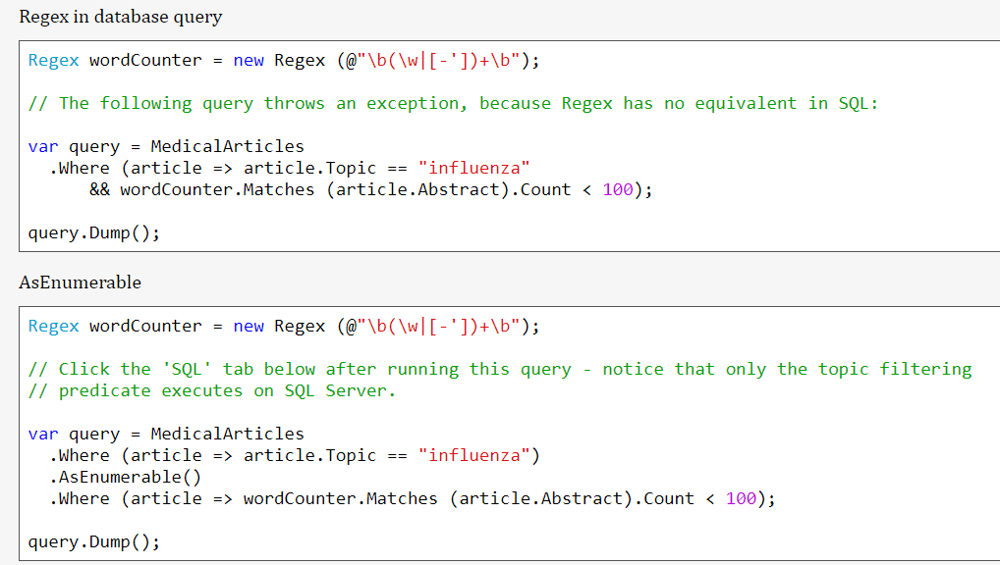 Regex in database query
Regex wordCounter = new Regex (@"\b(\w|[-'])+\b");
// The following query throws an exception, because Regex has no equivalent in SQL:
var query = MedicalArticles
.Where (article => article.Topic == "influenza"
&& wordCounter.Matches (article.Abstract).Count < 100);
query.Dump();
AsEnumerable
Regex wordCounter = new Regex (@"\b(\w|[-'])+\b");
// Click the 'SQL' tab below after running this query - notice that only the topic filtering
// predicate executes on SQL Server.
var query = MedicalArticles
.Where (article => article.Topic == "influenza")
.AsEnumerable()
.Where (article => wordCounter.Matches (article.Abstract).Count < 100);
query.Dump();